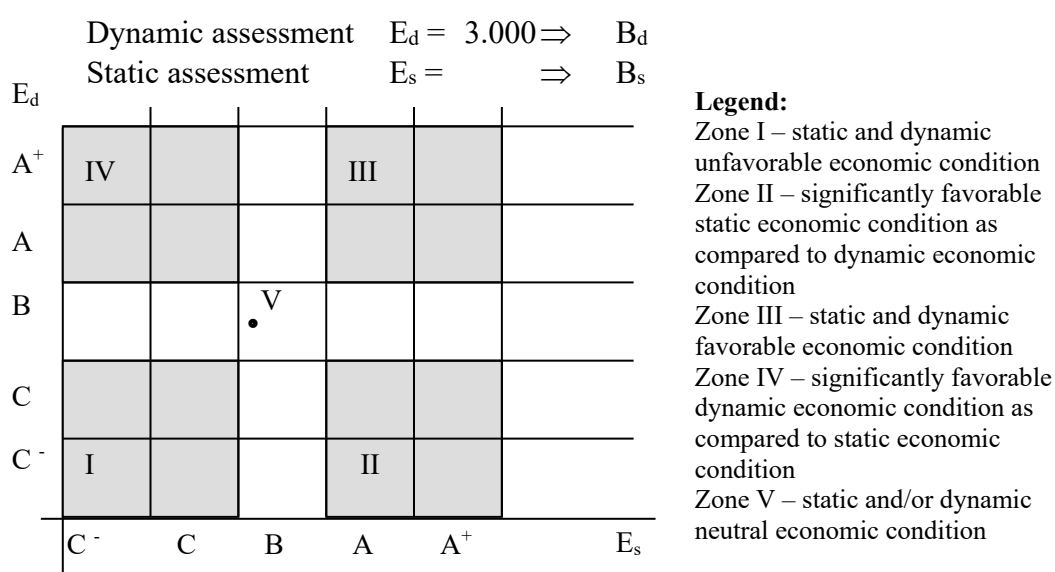 Dynamic assessment E_d = 3.000 ⇒ B_d
Static assessment E_s = ⇒ B_s
E_d
A⁺ IV III
A
B V
C
C ⁻ I II
C ⁻ C B A A⁺ E_s
Legend:
Zone I – static and dynamic
unfavorable economic condition
Zone II – significantly favorable
static economic condition as
compared to dynamic economic
condition
Zone III – static and dynamic
favorable economic condition
Zone IV – significantly favorable
dynamic economic condition as
compared to static economic
condition
Zone V – static and/or dynamic
neutral economic condition